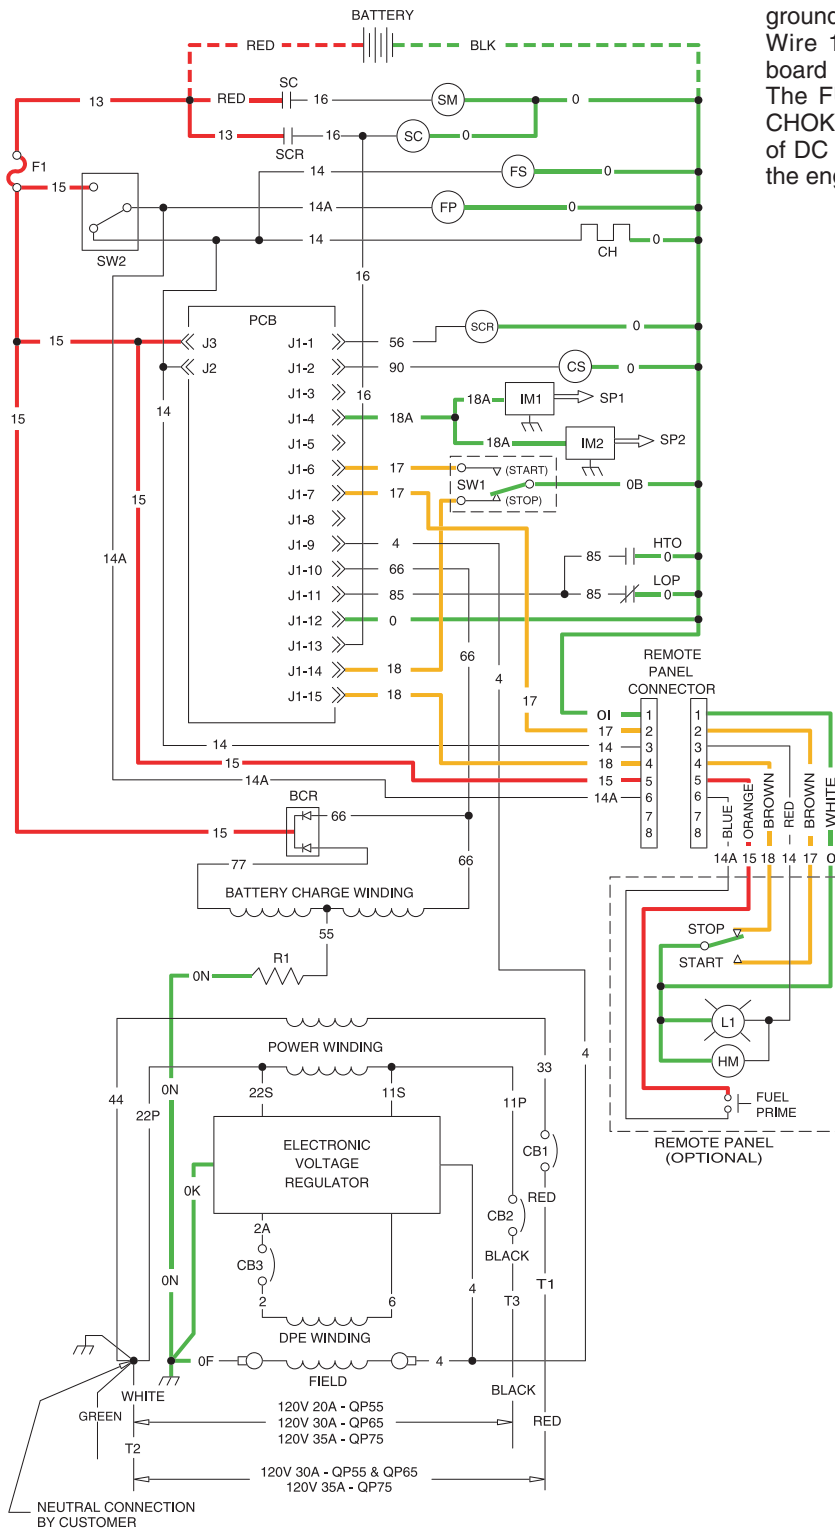 BATTERY
RED
BLK
ground
Wire 1
board
The F
CHOK
of DC
the eng
13
RED
SC
16
SM
0
13
SCR
16
SC
0
F1
15
14
FS
0
14A
FP
0
SW2
14
CH
0
16
PCB
15
J3
J1-1
56
SCR
0
J2
J1-2
90
CS
0
J1-3
16
14
J1-4
18A
18A
IM1
SP1
15
J1-5
18A
IM2
SP2
J1-6
17
SW1
(START)
15
J1-7
17
(STOP)
0B
J1-8
14A
J1-9
4
HTO
85
0
J1-10
66
LOP
J1-11
85
85
0
J1-12
0
J1-13
66
J1-14
18
4
J1-15
18
17
REMOTE
PANEL
CONNECTOR
OI
1
1
17
2
2
14
14
3
3
15
18
4
4
14A
15
5
5
14A
6
6
7
7
8
8
BLUE
ORANGE
BROWN
RED
BROWN
WHITE
14A
15
18
14
17
O
BCR
66
15
77
66
BATTERY CHARGE WINDING
55
R1
0N
STOP
START
L1
HM
FUEL
PRIME
REMOTE PANEL
(OPTIONAL)
POWER WINDING
33
4
44
22P
0N
22S
11S
11P
ELECTRONIC
VOLTAGE
REGULATOR
CB1
0K
RED
2A
CB2
CB3
BLACK
0N
2
6
4
T3
T1
DPE WINDING
0F
4
FIELD
WHITE
BLACK
GREEN
120V 20A - QP55
120V 30A - QP65
120V 35A - QP75
RED
T2
120V 30A - QP55 & QP65
120V 35A - QP75
NEUTRAL CONNECTION
BY CUSTOMER